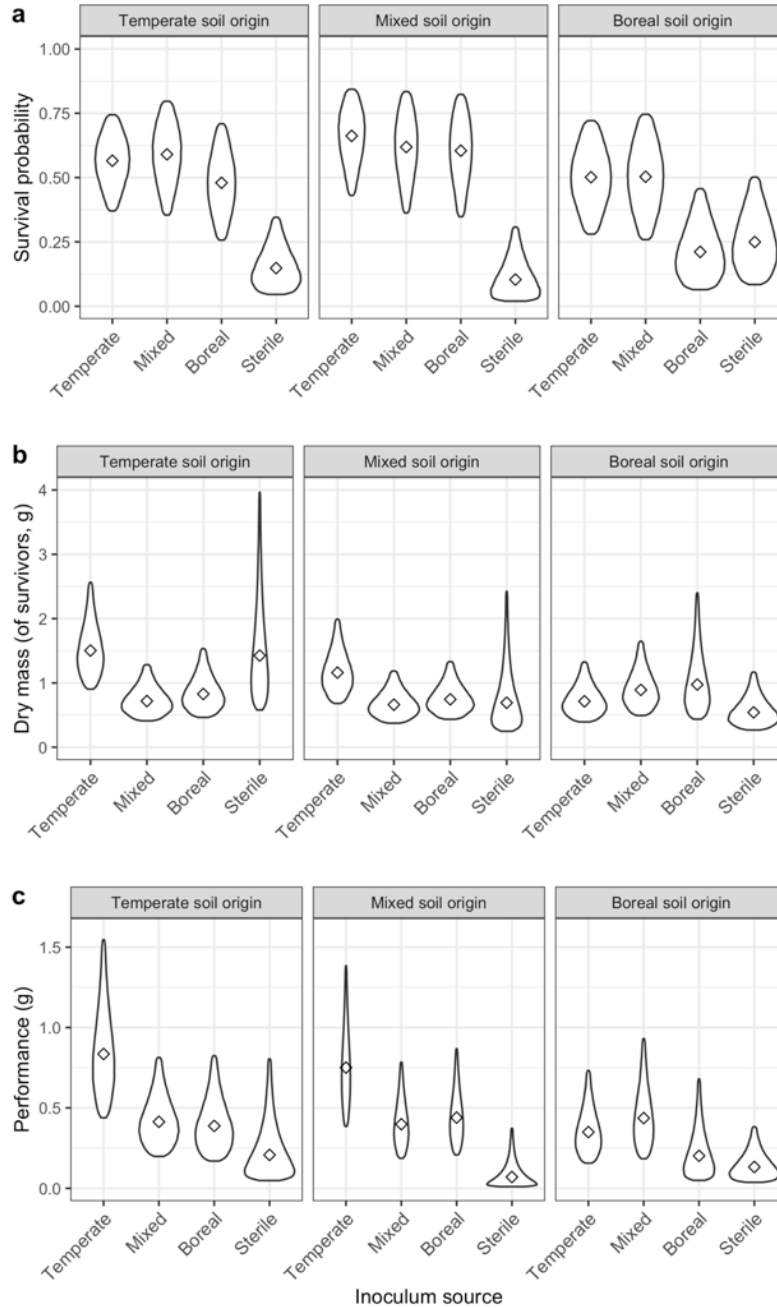 a
Temperate soil origin
Mixed soil origin
Boreal soil origin
Survival probability
1.00
0.75
0.50
0.25
0.00
Temperate
Mixed
Boreal
Sterile
Temperate
Mixed
Boreal
Sterile
Temperate
Mixed
Boreal
Sterile
b
Temperate soil origin
Mixed soil origin
Boreal soil origin
Dry mass (of survivors, g)
4
3
2
1
0
Temperate
Mixed
Boreal
Sterile
Temperate
Mixed
Boreal
Sterile
Temperate
Mixed
Boreal
Sterile
c
Temperate soil origin
Mixed soil origin
Boreal soil origin
Performance (g)
1.5
1.0
0.5
0.0
Temperate
Mixed
Boreal
Sterile
Temperate
Mixed
Boreal
Sterile
Temperate
Mixed
Boreal
Sterile
Inoculum source